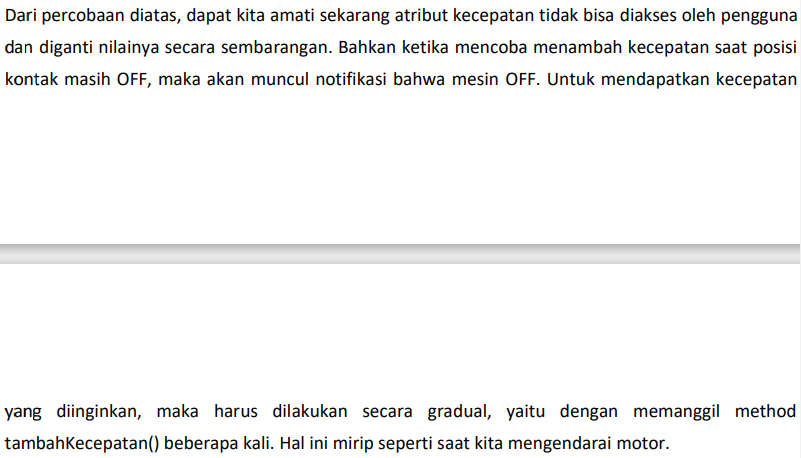 Dari percobaan diatas, dapat kita amati sekarang atribut kecepatan tidak bisa diakses oleh pengguna
dan diganti nilainya secara sembarangan. Bahkan ketika mencoba menambah kecepatan saat posisi
kontak masih OFF, maka akan muncul notifikasi bahwa mesin OFF. Untuk mendapatkan kecepatan
yang diinginkan, maka harus dilakukan secara gradual, yaitu dengan memanggil method
tambahKecepatan() beberapa kali. Hal ini mirip seperti saat kita mengendarai motor.